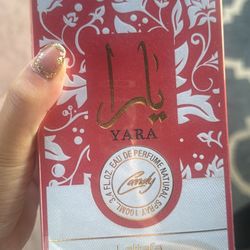 يارا
YARA
EAU DE PERFUME NATURAL SPRAY 100ML 3.4 FL.OZ.
Candy